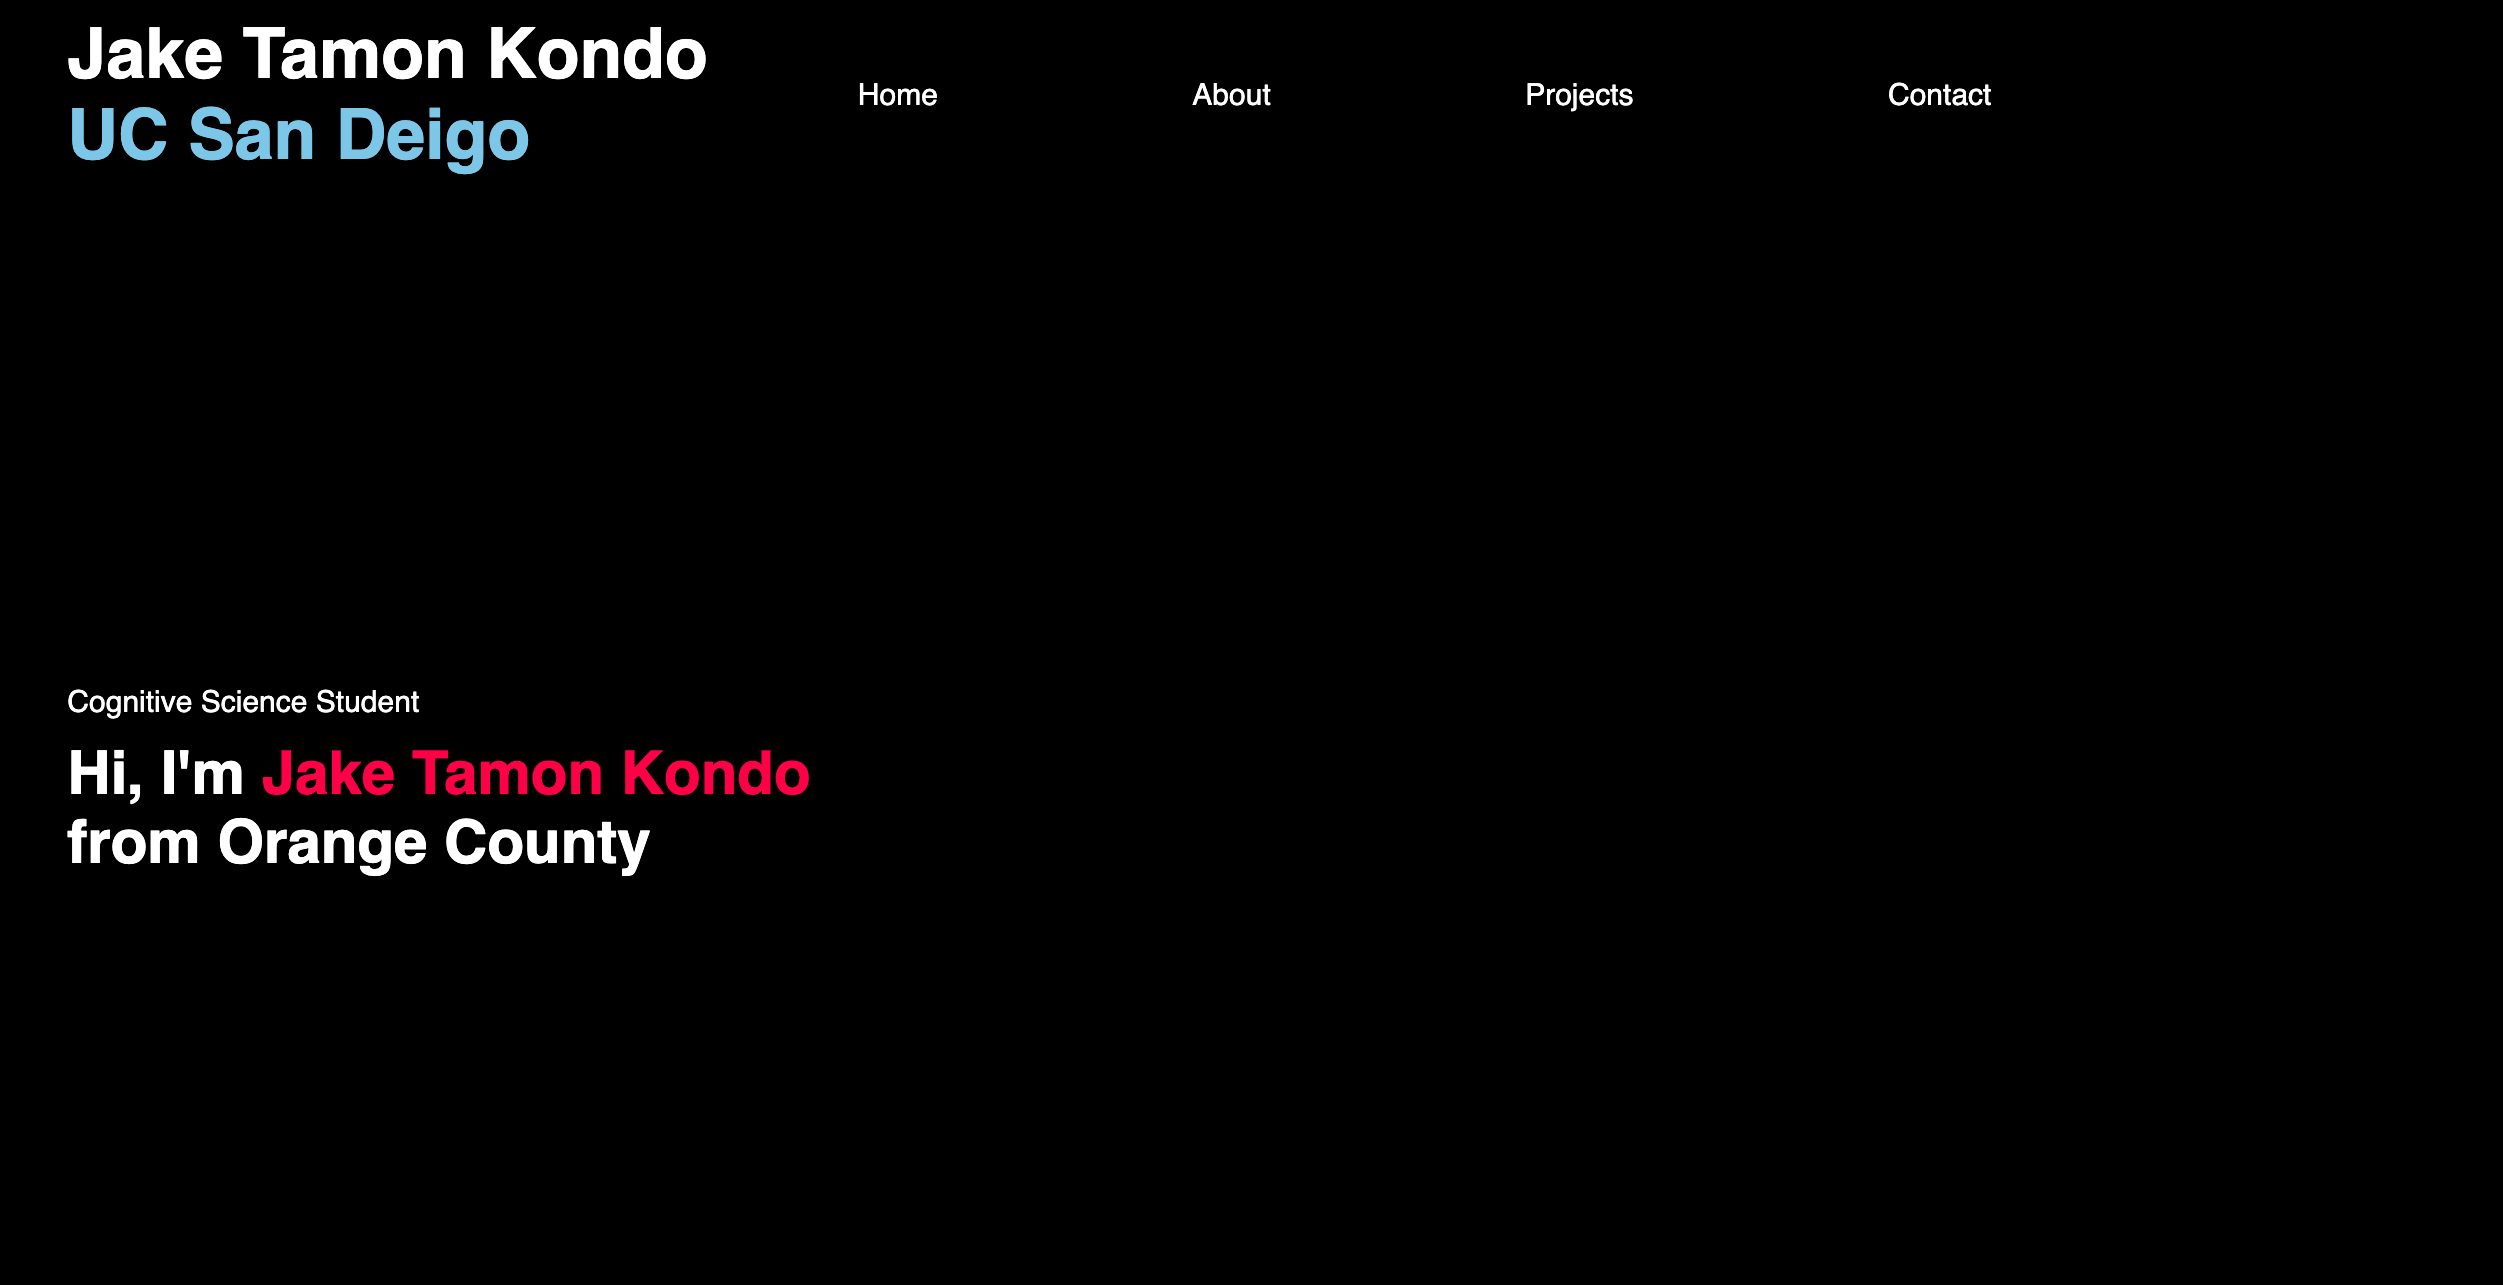 Jake Tamon Kondo
UC San Deigo
Home About Projects Contact
Cognitive Science Student
Hi, I'm Jake Tamon Kondo
from Orange County